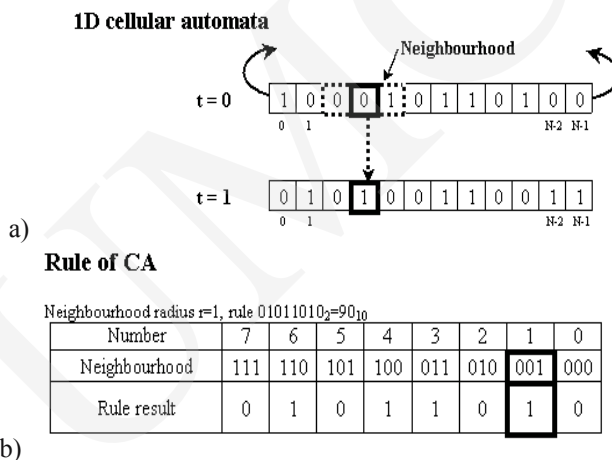 1D cellular automata
Neighbourhood
t = 0 1 0 0 0 1 0 1 1 0 1 0 0
0 1 N-2 N-1
t = 1 0 1 0 1 0 0 1 1 0 0 1 1
0 1 N-2 N-1
a)
Rule of CA
Neighbourhood radius r=1, rule 01011010₂=90₁₀
Number 7 6 5 4 3 2 1 0
Neighbourhood 111 110 101 100 011 010 001 000
Rule result 0 1 0 1 1 0 1 0
b)
UMC